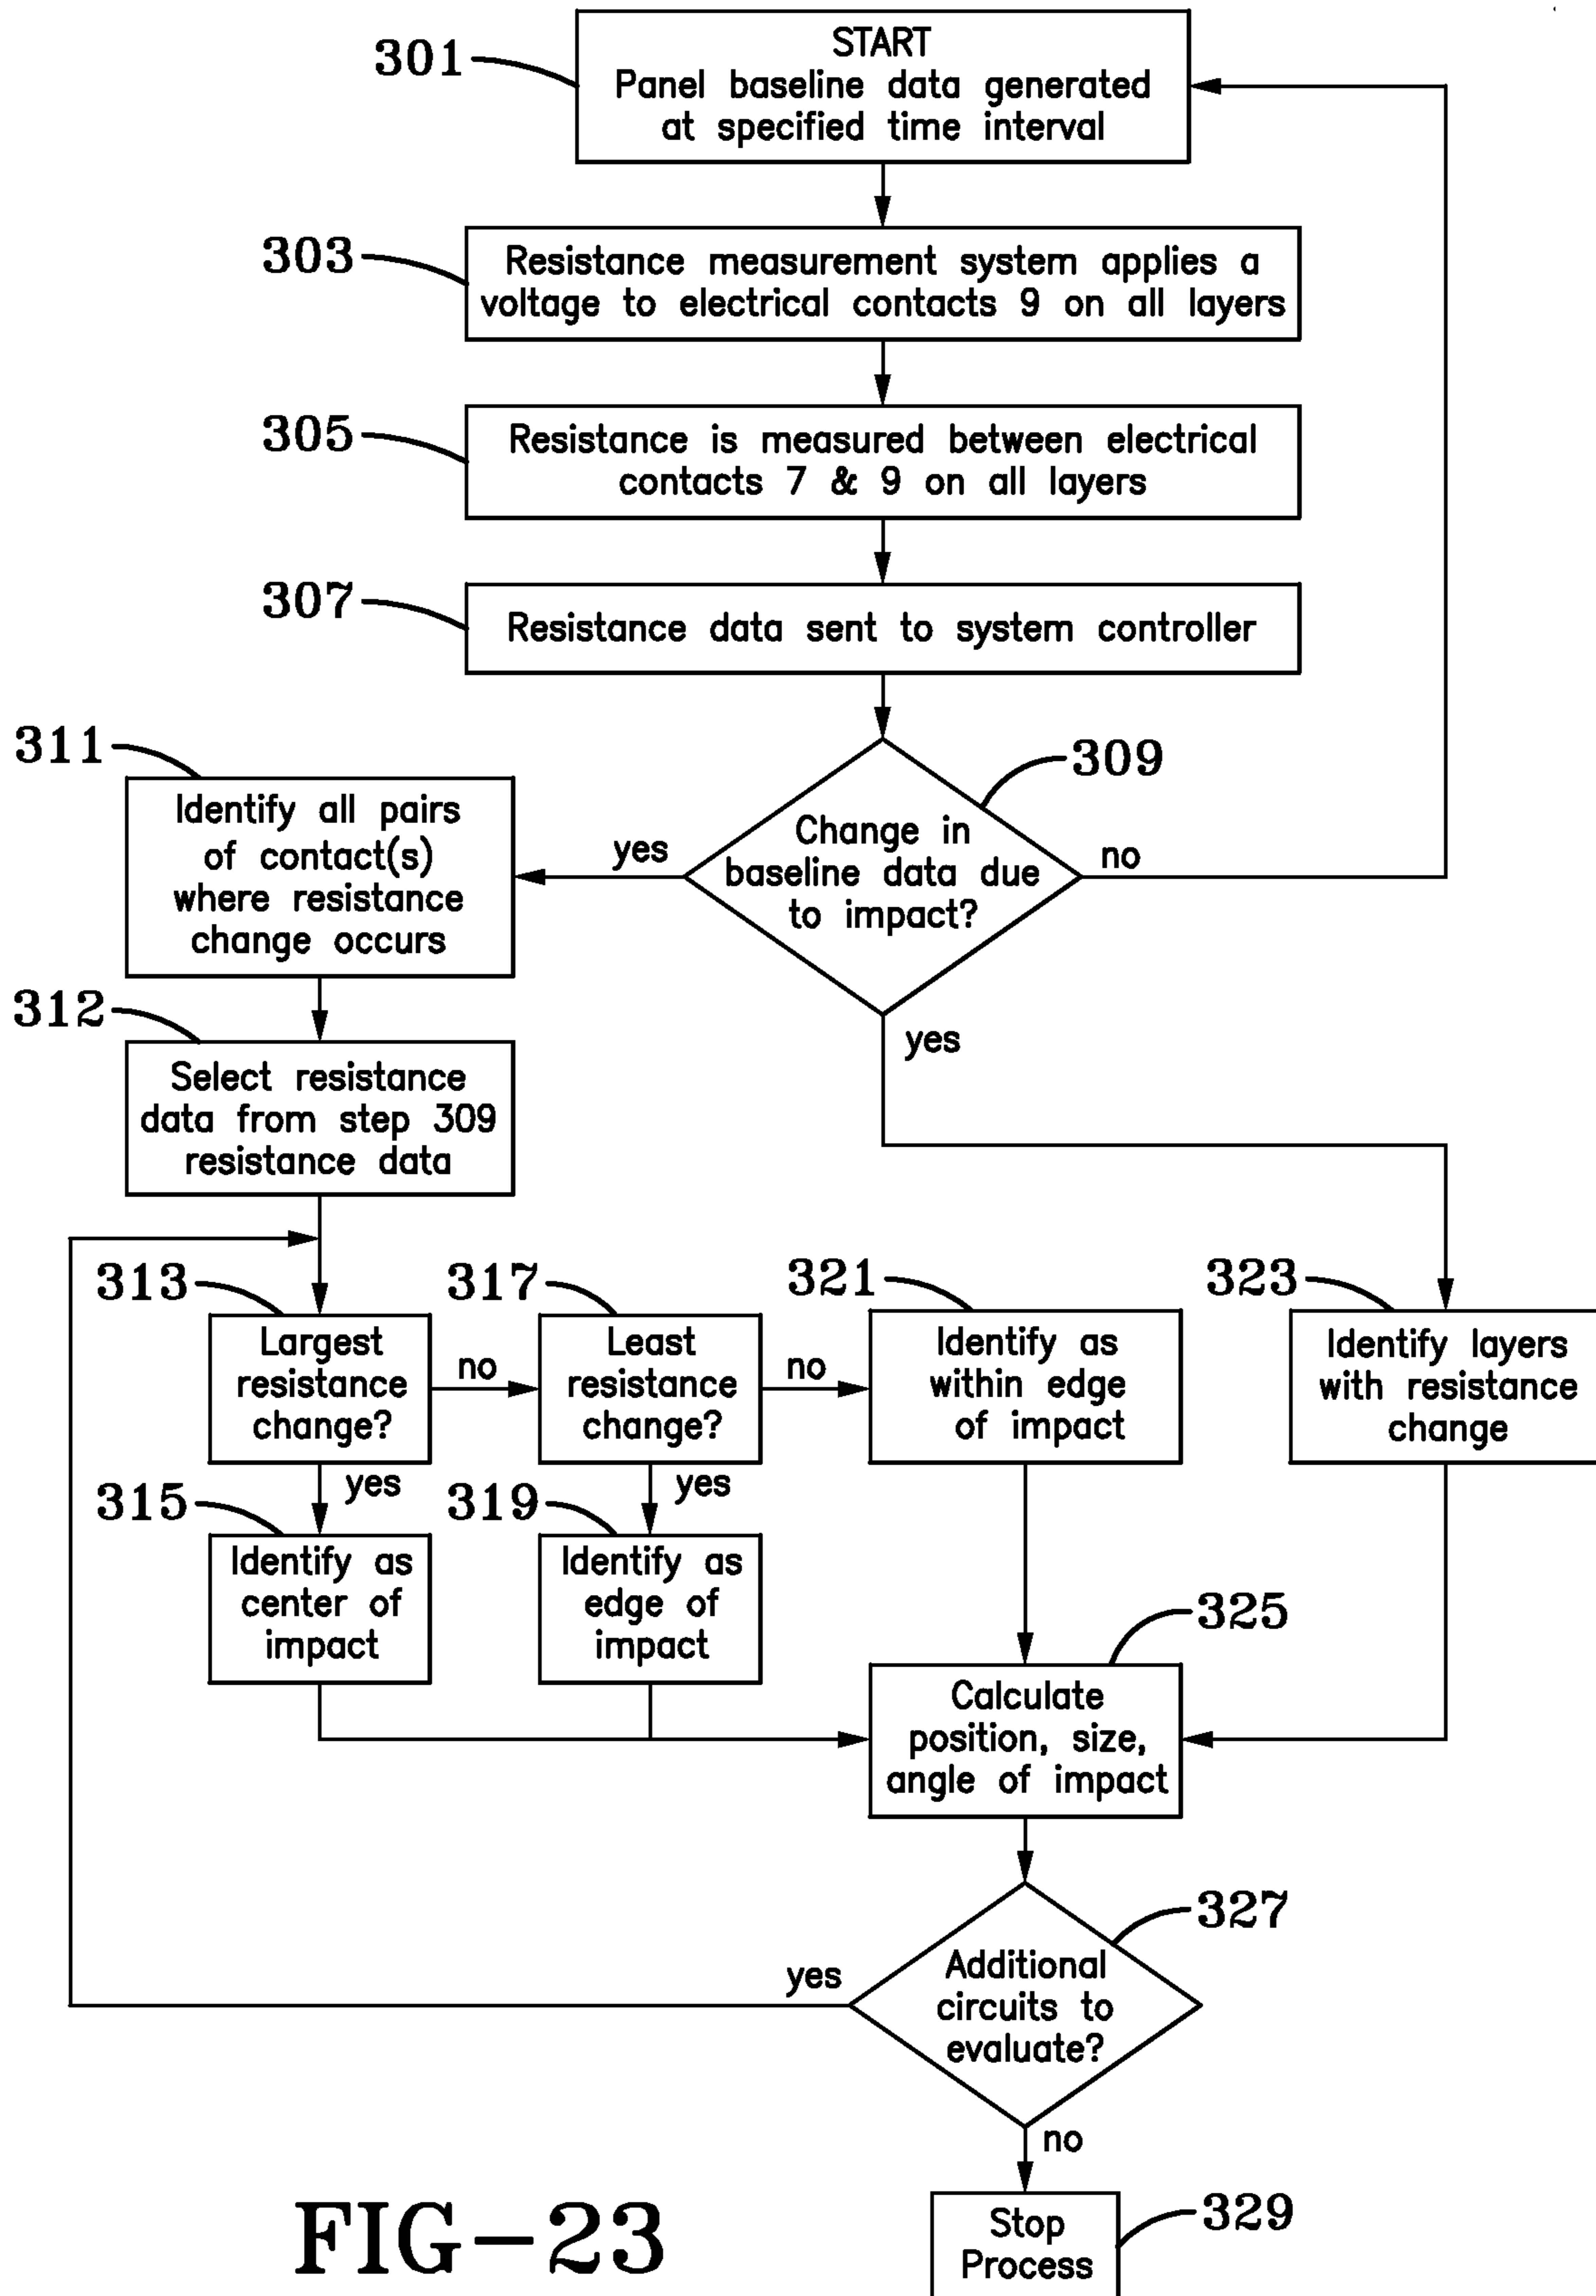 301
START
Panel baseline data generated
at specified time interval
303
Resistance measurement system applies a
voltage to electrical contacts 9 on all layers
305
Resistance is measured between electrical
contacts 7 & 9 on all layers
307
Resistance data sent to system controller
311
309
Identify all pairs
of contact(s)
where resistance
change occurs
yes
Change in
baseline data due
to impact?
no
yes
312
Select resistance
data from step 309
resistance data
313
317
321
323
Largest
resistance
change?
no
Least
resistance
change?
no
Identify as
within edge
of impact
Identify layers
with resistance
change
yes
yes
315
319
Identify as
center of
impact
Identify as
edge of
impact
325
Calculate
position, size,
angle of impact
327
yes
Additional
circuits to
evaluate?
no
329
Stop
Process
FIG-23